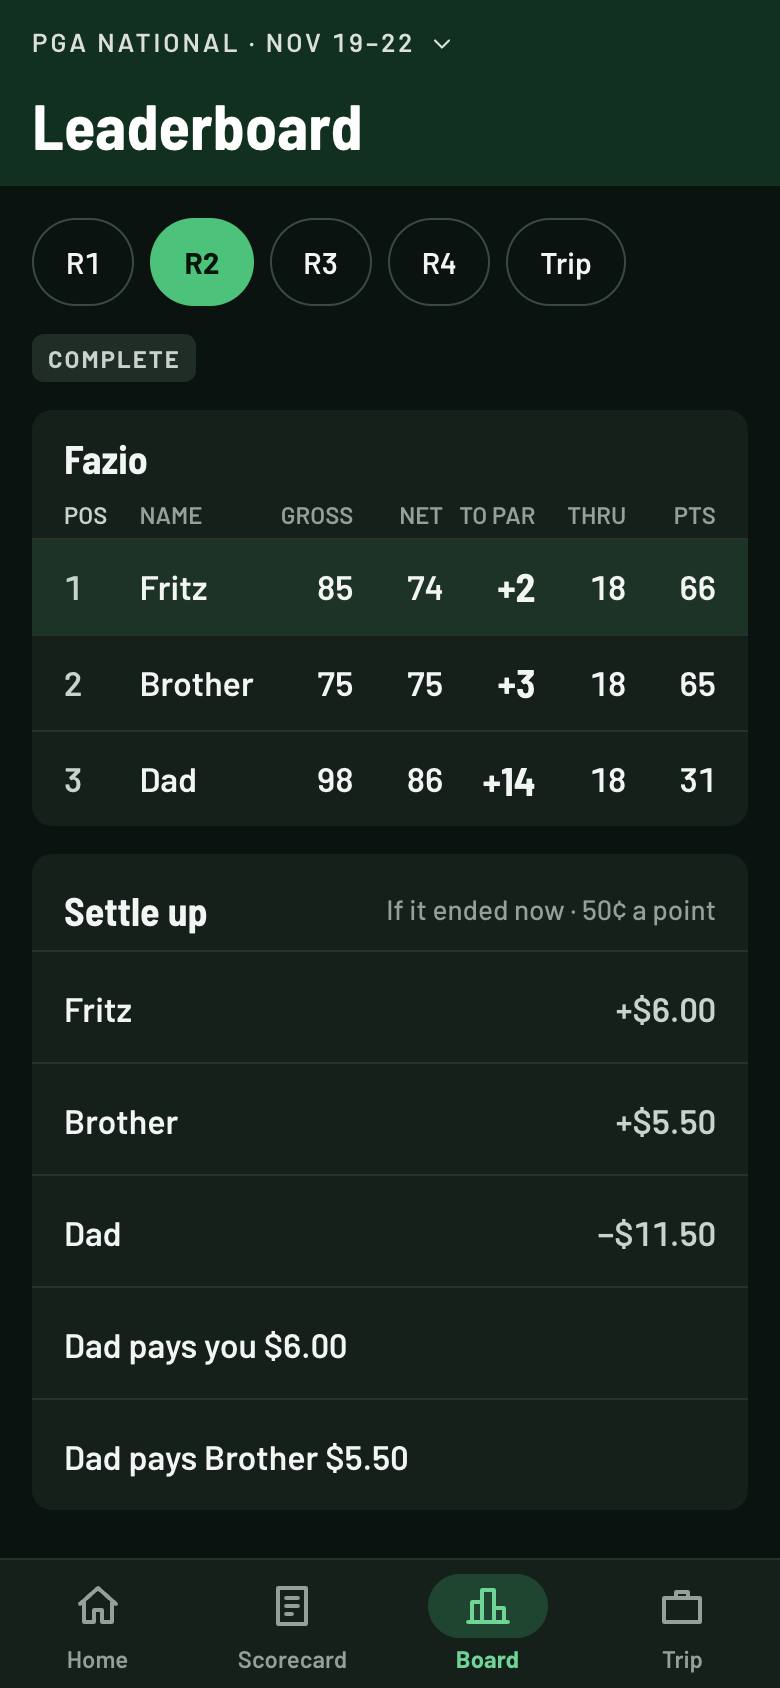 PGA NATIONAL · NOV 19–22
Leaderboard
R1 R2 R3 R4 Trip
COMPLETE
Fazio
POS NAME GROSS NET TO PAR THRU PTS
1 Fritz 85 74 +2 18 66
2 Brother 75 75 +3 18 65
3 Dad 98 86 +14 18 31
Settle up If it ended now · 50¢ a point
Fritz +$6.00
Brother +$5.50
Dad −$11.50
Dad pays you $6.00
Dad pays Brother $5.50
Home Scorecard Board Trip